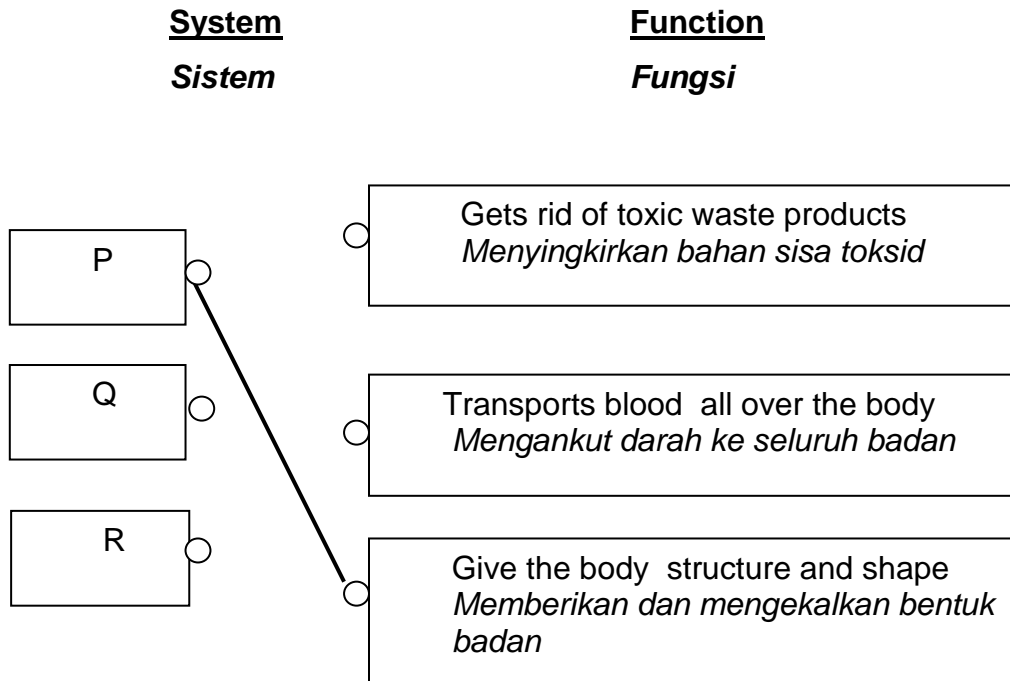 System Function
Sistem Fungsi
P
Q
R
Gets rid of toxic waste products
Menyingkirkan bahan sisa toksid
Transports blood all over the body
Mengankut darah ke seluruh badan
Give the body structure and shape
Memberikan dan mengekalkan bentuk
badan